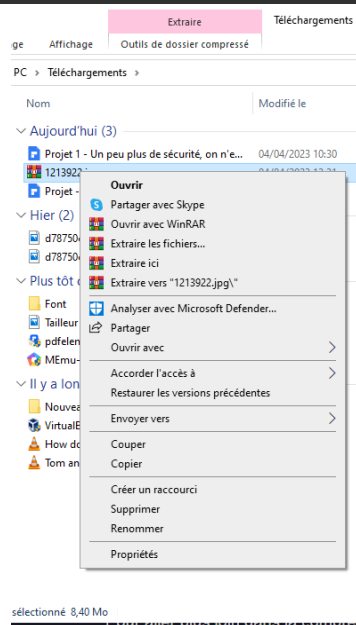 Extraire
Téléchargements
ge Affichage Outils de dossier compressé
PC > Téléchargements >
Nom Modifié le
Aujourd'hui (3)
Projet 1 - Un peu plus de sécurité, on n'e... 04/04/2023 10:30
1213922
Projet -
Hier (2)
d78750
d78750
Plus tôt
Font
Tailleur
pdfelen
MEmu-
Il y a lon
Nouvea
VirtualB
How do
Tom an
Ouvrir
Partager avec Skype
Ouvrir avec WinRAR
Extraire les fichiers...
Extraire ici
Extraire vers "1213922.jpg\"
Analyser avec Microsoft Defender...
Partager
Ouvrir avec
Accorder l'accès à
Restaurer les versions précédentes
Envoyer vers
Couper
Copier
Créer un raccourci
Supprimer
Renommer
Propriétés
sélectionné 8,40 Mo